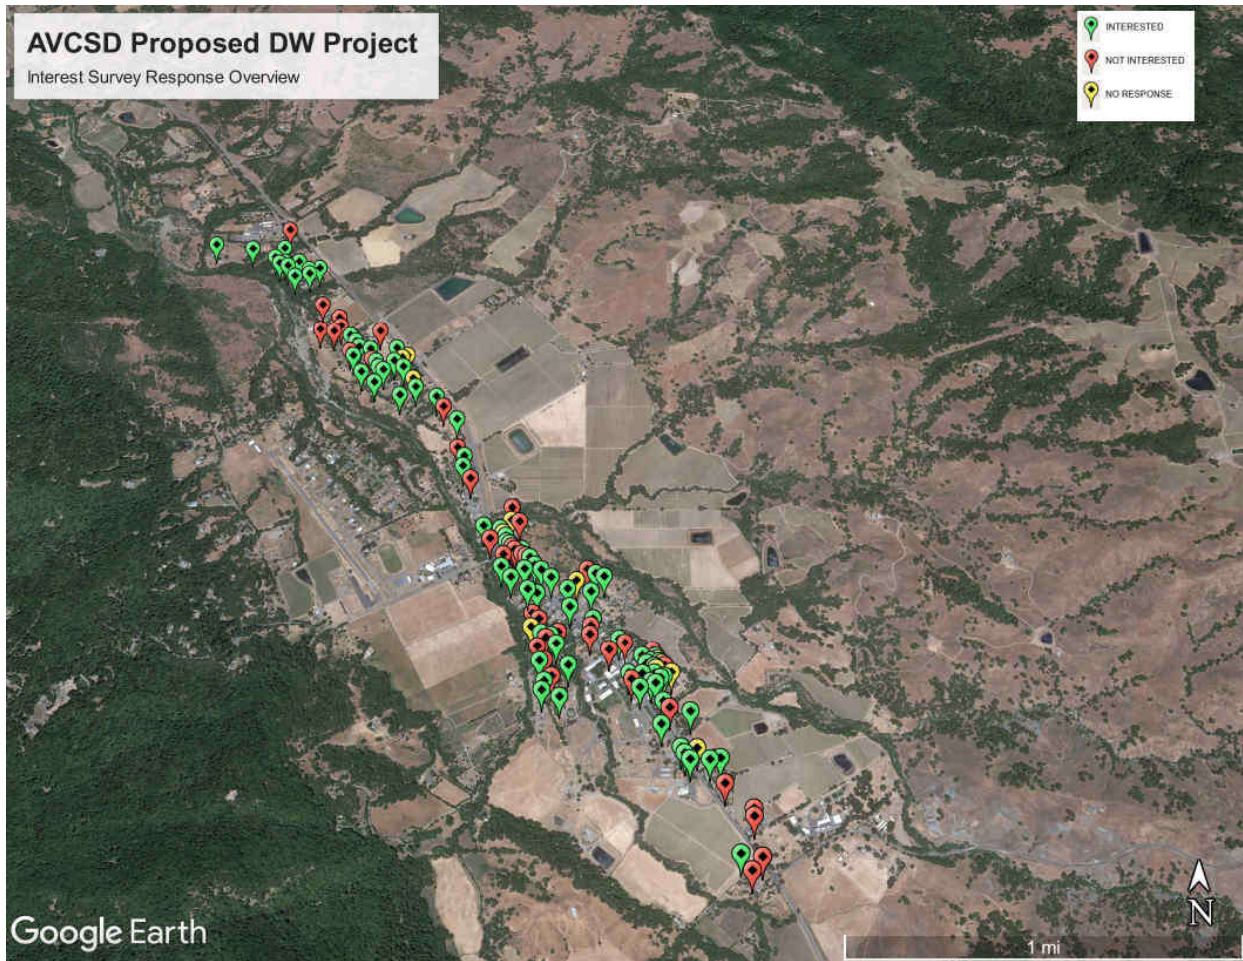 AVCSD Proposed DW Project
Interest Survey Response Overview
INTERESTED
NOT INTERESTED
NO RESPONSE
N
Google Earth
1 mi